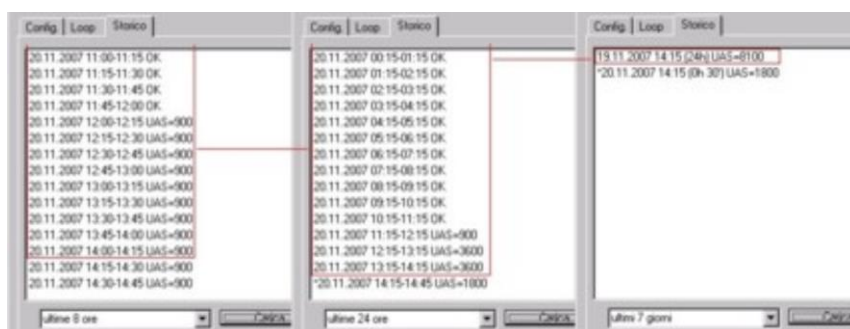 Config. Loop Storico
20.11.2007 11:00-11:15 OK
20.11.2007 11:15-11:30 OK
20.11.2007 11:30-11:45 OK
20.11.2007 11:45-12:00 OK
20.11.2007 12:00-12:15 UAS=900
20.11.2007 12:15-12:30 UAS=900
20.11.2007 12:30-12:45 UAS=900
20.11.2007 12:45-13:00 UAS=900
20.11.2007 13:00-13:15 UAS=900
20.11.2007 13:15-13:30 UAS=900
20.11.2007 13:30-13:45 UAS=900
20.11.2007 13:45-14:00 UAS=900
20.11.2007 14:00-14:15 UAS=900
20.11.2007 14:15-14:30 UAS=900
20.11.2007 14:30-14:45 UAS=900
ultime 8 ore Carica
Config. Loop Storico
20.11.2007 00:15-01:15 OK
20.11.2007 01:15-02:15 OK
20.11.2007 02:15-03:15 OK
20.11.2007 03:15-04:15 OK
20.11.2007 04:15-05:15 OK
20.11.2007 05:15-06:15 OK
20.11.2007 06:15-07:15 OK
20.11.2007 07:15-08:15 OK
20.11.2007 08:15-09:15 OK
20.11.2007 09:15-10:15 OK
20.11.2007 10:15-11:15 OK
20.11.2007 11:15-12:15 UAS=900
20.11.2007 12:15-13:15 UAS=3600
20.11.2007 13:15-14:15 UAS=3600
*20.11.2007 14:15-14:45 UAS=1800
ultime 24 ore Carica
Config. Loop Storico
19.11.2007 14:15 (24h) UAS=8100
*20.11.2007 14:15 (0h 30') UAS=1800
ultimi 7 giorni Carica